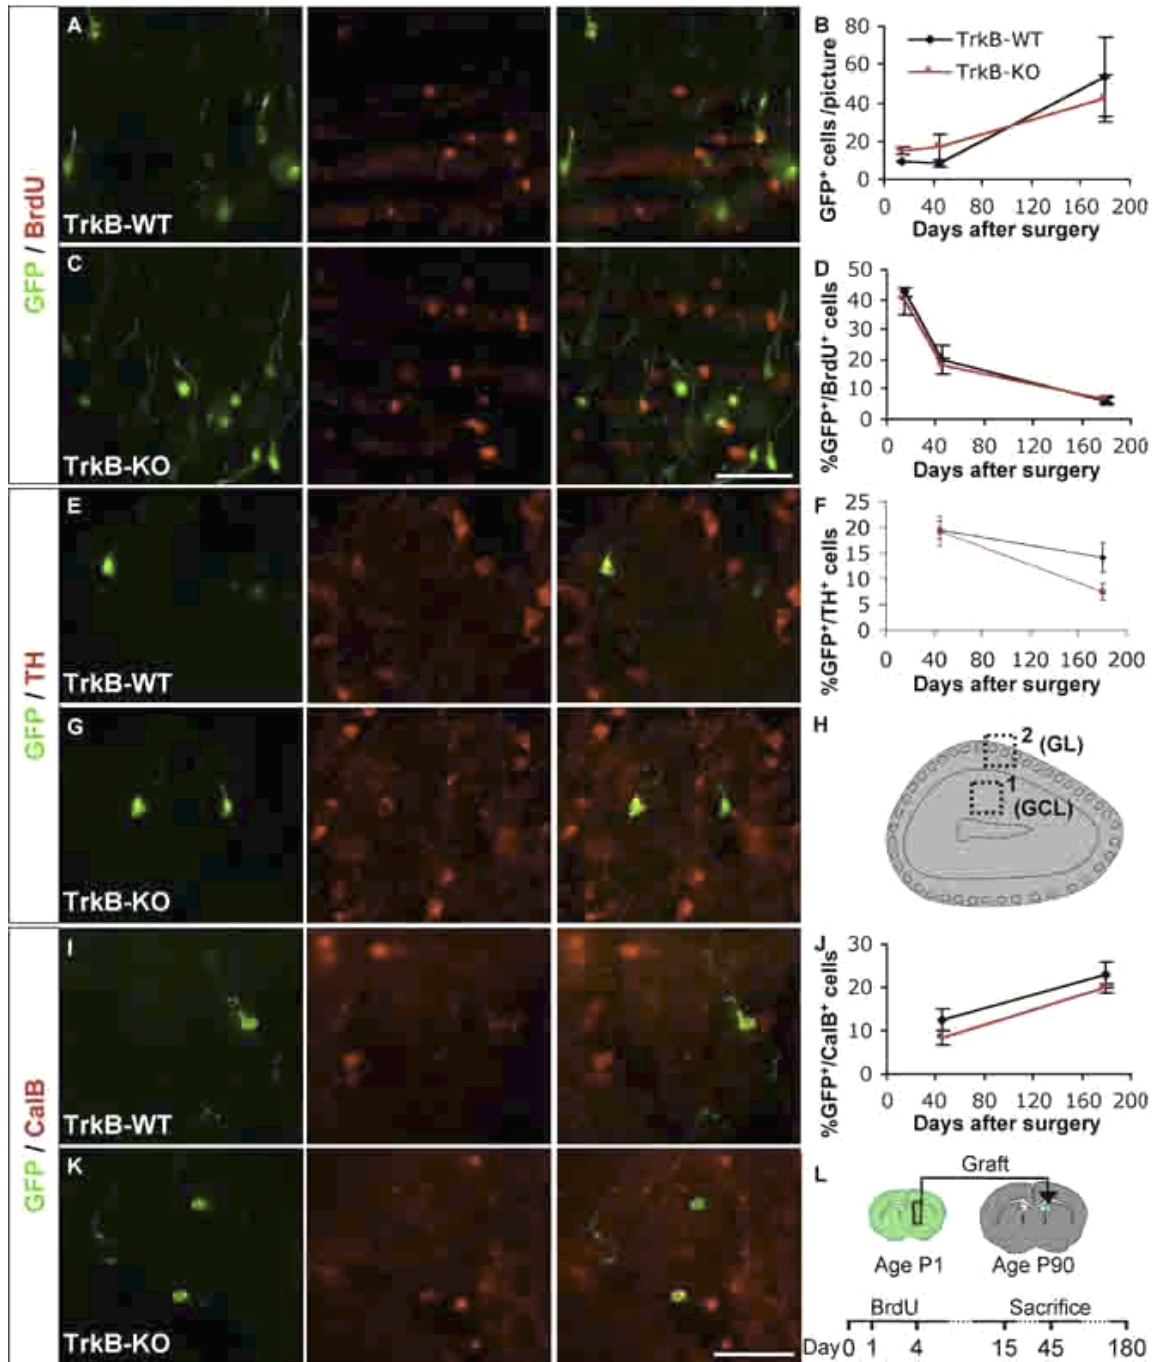 GFP / BrdU
A
TrkB-WT
B
GFP⁺ cells/picture
80
60
40
20
0
TrkB-WT
TrkB-KO
0 40 80 120 160 200
Days after surgery
C
TrkB-KO
D
%GFP⁺/BrdU⁺ cells
50
40
30
20
10
0
0 40 80 120 160 200
Days after surgery
GFP / TH
E
TrkB-WT
F
%GFP⁺/TH⁺ cells
25
20
15
10
5
0
0 40 80 120 160 200
Days after surgery
G
TrkB-KO
H
2 (GL)
1
(GCL)
GFP / CalB
I
TrkB-WT
J
%GFP⁺/CalB⁺ cells
30
20
10
0
0 40 80 120 160 200
Days after surgery
K
TrkB-KO
L
Graft
Age P1 Age P90
BrdU Sacrifice
Day 0 1 4 15 45 180